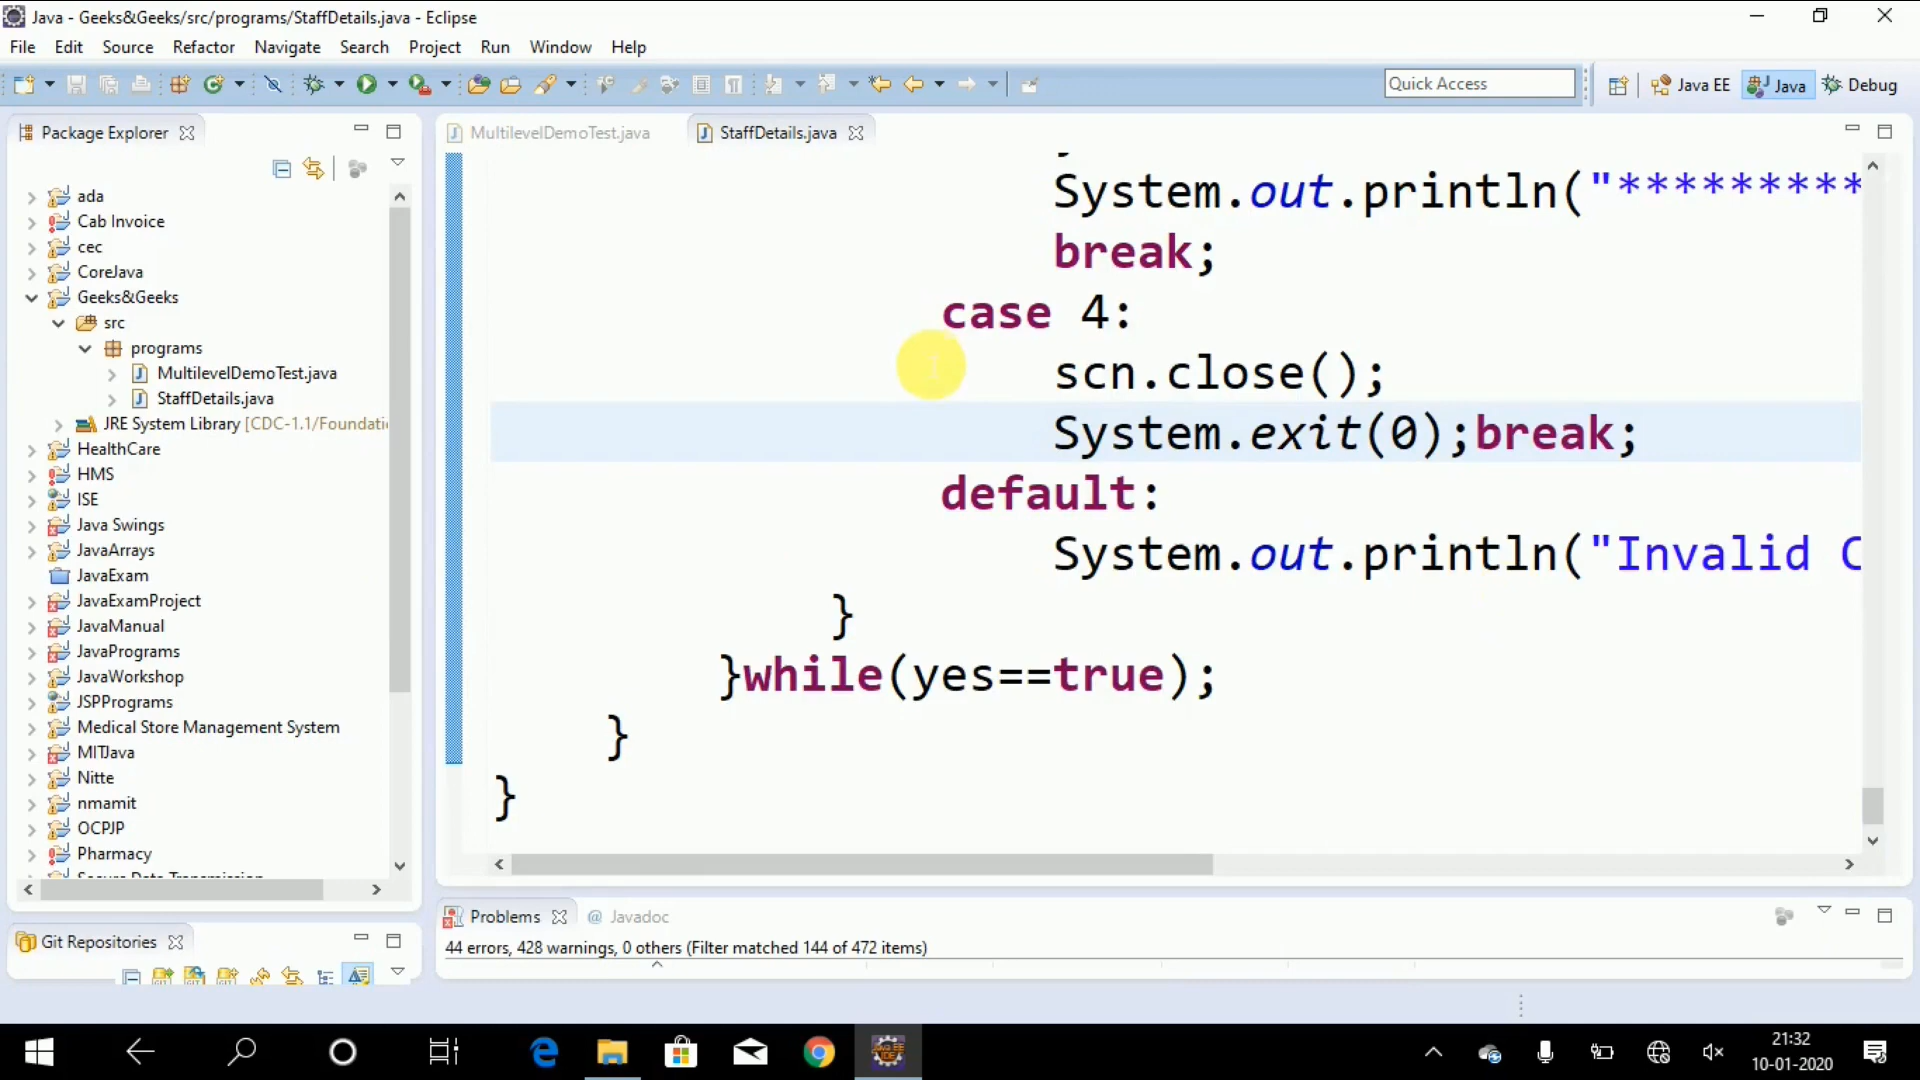 Java - Geeks&Geeks/src/programs/StaffDetails.java - Eclipse
File Edit Source Refactor Navigate Search Project Run Window Help
Quick Access
Java EE
Java
Debug
Package Explorer
ada
Cab Invoice
cec
CoreJava
Geeks&Geeks
src
programs
MultilevelDemoTest.java
StaffDetails.java
JRE System Library [CDC-1.1/Foundati
HealthCare
HMS
ISE
Java Swings
JavaArrays
JavaExam
JavaExamProject
JavaManual
JavaPrograms
JavaWorkshop
JSPPrograms
Medical Store Management System
MITJava
Nitte
nmamit
OCPJP
Pharmacy
Secure Data Transmission
Git Repositories
MultilevelDemoTest.java
StaffDetails.java
System.out.println("*********
break;
case 4:
scn.close();
System.exit(0);break;
default:
System.out.println("Invalid C
}
}while(yes==true);
}
}
Problems
@ Javadoc
44 errors, 428 warnings, 0 others (Filter matched 144 of 472 items)
21:32
10-01-2020